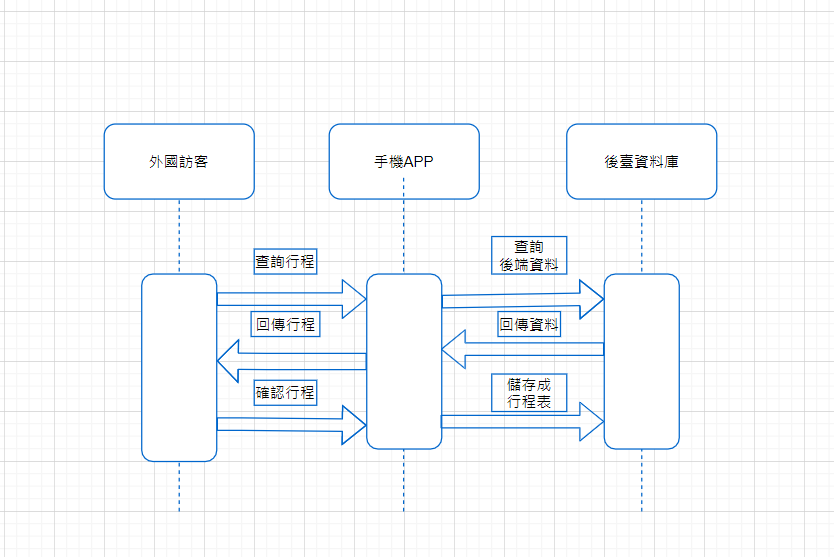 外國訪客
手機APP
後臺資料庫
查詢行程
查詢
後端資料
回傳行程
回傳資料
確認行程
儲存成
行程表